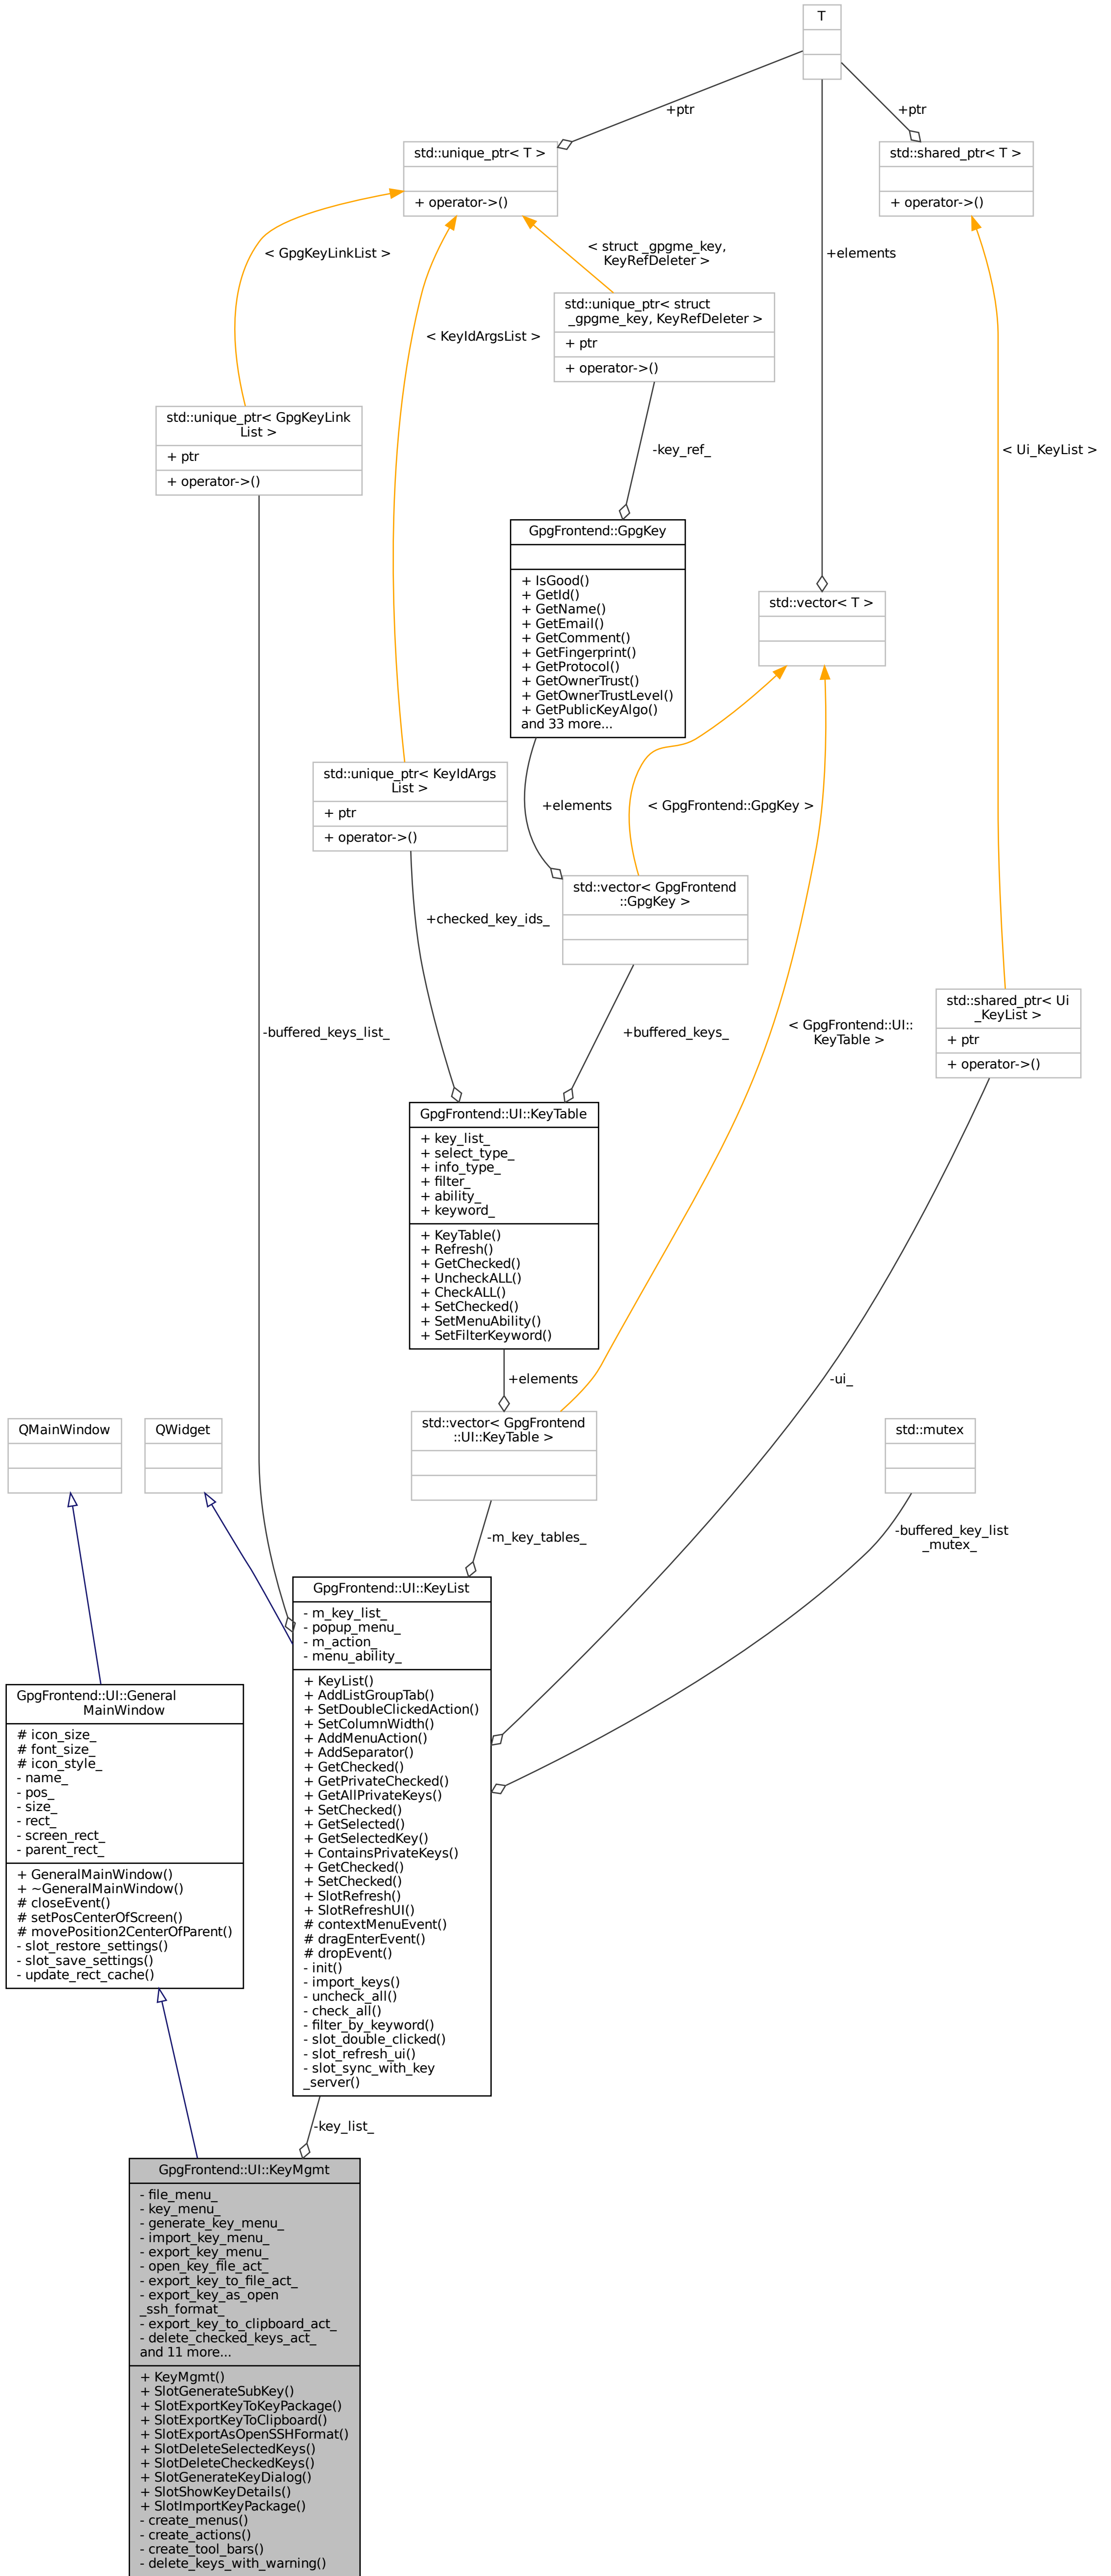 T
+ptr
+ptr
std::unique_ptr< T >
+ operator->()
std::shared_ptr< T >
+ operator->()
< GpgKeyLinkList >
< struct _gpgme_key,
KeyRefDeleter >
+elements
std::unique_ptr< struct
_gpgme_key, KeyRefDeleter >
+ ptr
+ operator->()
< KeyIdArgsList >
std::unique_ptr< GpgKeyLink
List >
+ ptr
+ operator->()
-key_ref_
< Ui_KeyList >
GpgFrontend::GpgKey
+ IsGood()
+ GetId()
+ GetName()
+ GetEmail()
+ GetComment()
+ GetFingerprint()
+ GetProtocol()
+ GetOwnerTrust()
+ GetOwnerTrustLevel()
+ GetPublicKeyAlgo()
and 33 more...
std::vector< T >
std::unique_ptr< KeyIdArgs
List >
+ ptr
+ operator->()
+elements
< GpgFrontend::GpgKey >
std::vector< GpgFrontend
::GpgKey >
+checked_key_ids_
-buffered_keys_list_
+buffered_keys_
< GpgFrontend::UI::
KeyTable >
std::shared_ptr< Ui
_KeyList >
+ ptr
+ operator->()
GpgFrontend::UI::KeyTable
+ key_list_
+ select_type_
+ info_type_
+ filter_
+ ability_
+ keyword_
+ KeyTable()
+ Refresh()
+ GetChecked()
+ UncheckALL()
+ CheckALL()
+ SetChecked()
+ SetMenuAbility()
+ SetFilterKeyword()
+elements
-ui_
QMainWindow
QWidget
std::vector< GpgFrontend
::UI::KeyTable >
std::mutex
-m_key_tables_
-buffered_key_list
_mutex_
GpgFrontend::UI::KeyList
- m_key_list_
- popup_menu_
- m_action_
- menu_ability_
+ KeyList()
+ AddListGroupTab()
+ SetDoubleClickedAction()
+ SetColumnWidth()
+ AddMenuAction()
+ AddSeparator()
+ GetChecked()
+ GetPrivateChecked()
+ GetAllPrivateKeys()
+ SetChecked()
+ GetSelected()
+ GetSelectedKey()
+ ContainsPrivateKeys()
+ GetChecked()
+ SetChecked()
+ SlotRefresh()
+ SlotRefreshUI()
# contextMenuEvent()
# dragEnterEvent()
# dropEvent()
- init()
- import_keys()
- uncheck_all()
- check_all()
- filter_by_keyword()
- slot_double_clicked()
- slot_refresh_ui()
- slot_sync_with_key
_server()
GpgFrontend::UI::General
MainWindow
# icon_size_
# font_size_
# icon_style_
- name_
- pos_
- size_
- rect_
- screen_rect_
- parent_rect_
+ GeneralMainWindow()
+ ~GeneralMainWindow()
# closeEvent()
# setPosCenterOfScreen()
# movePosition2CenterOfParent()
- slot_restore_settings()
- slot_save_settings()
- update_rect_cache()
-key_list_
GpgFrontend::UI::KeyMgmt
- file_menu_
- key_menu_
- generate_key_menu_
- import_key_menu_
- export_key_menu_
- open_key_file_act_
- export_key_to_file_act_
- export_key_as_open
_ssh_format_
- export_key_to_clipboard_act_
- delete_checked_keys_act_
and 11 more...
+ KeyMgmt()
+ SlotGenerateSubKey()
+ SlotExportKeyToKeyPackage()
+ SlotExportKeyToClipboard()
+ SlotExportAsOpenSSHFormat()
+ SlotDeleteSelectedKeys()
+ SlotDeleteCheckedKeys()
+ SlotGenerateKeyDialog()
+ SlotShowKeyDetails()
+ SlotImportKeyPackage()
- create_menus()
- create_actions()
- create_tool_bars()
- delete_keys_with_warning()